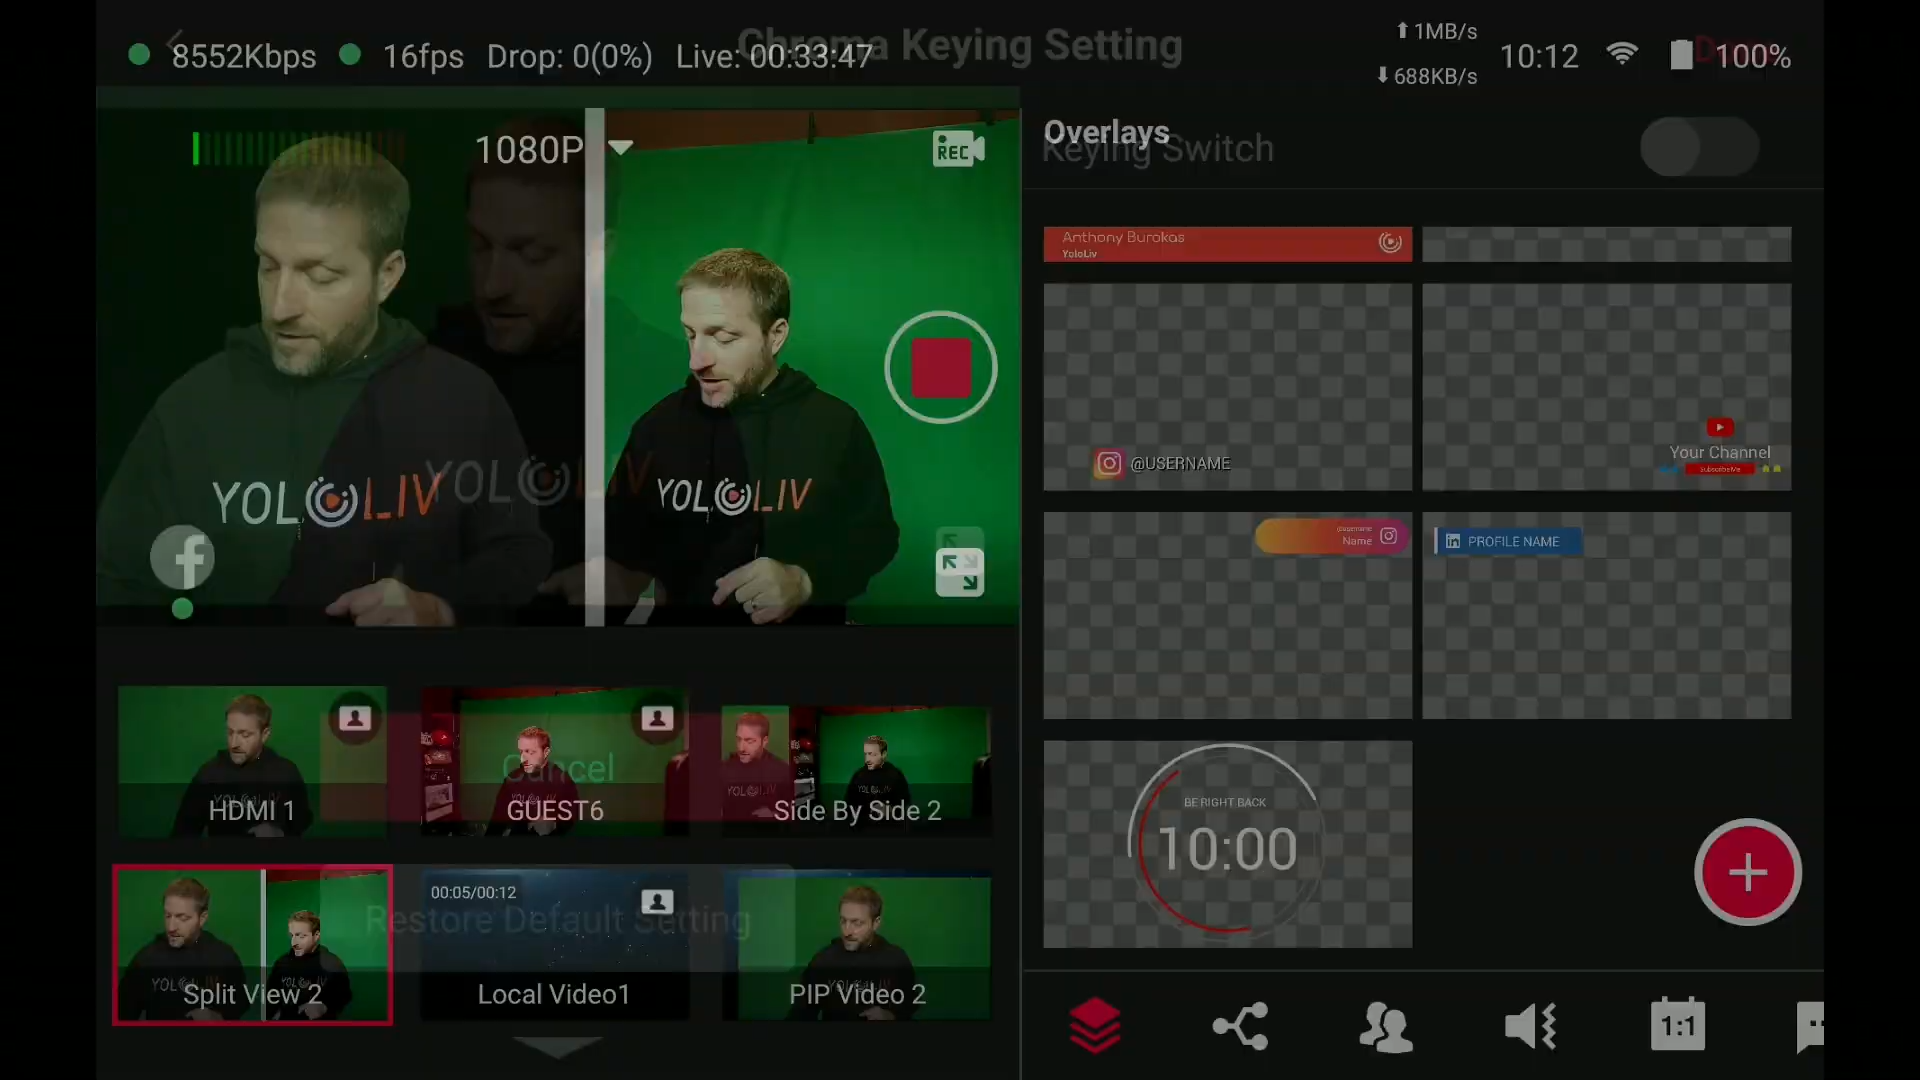 8552Kbps 16fps Drop: 0(0%) Live: 00:33:47
Chroma Keying Setting
1MB/s
688KB/s
10:12
100%
1080P
REC
Overlays
Keying Switch
Anthony Burokas
YoloLiv
YOLOLIV
YOLOLIV
YOLOLIV
@USERNAME
Your Channel
Subscribe Me
@username
Name
PROFILE NAME
Cancel
HDMI 1
GUEST6
Side By Side 2
BE RIGHT BACK
10:00
00:05/00:12
Restore Default Setting
Split View 2
Local Video1
PIP Video 2
1:1